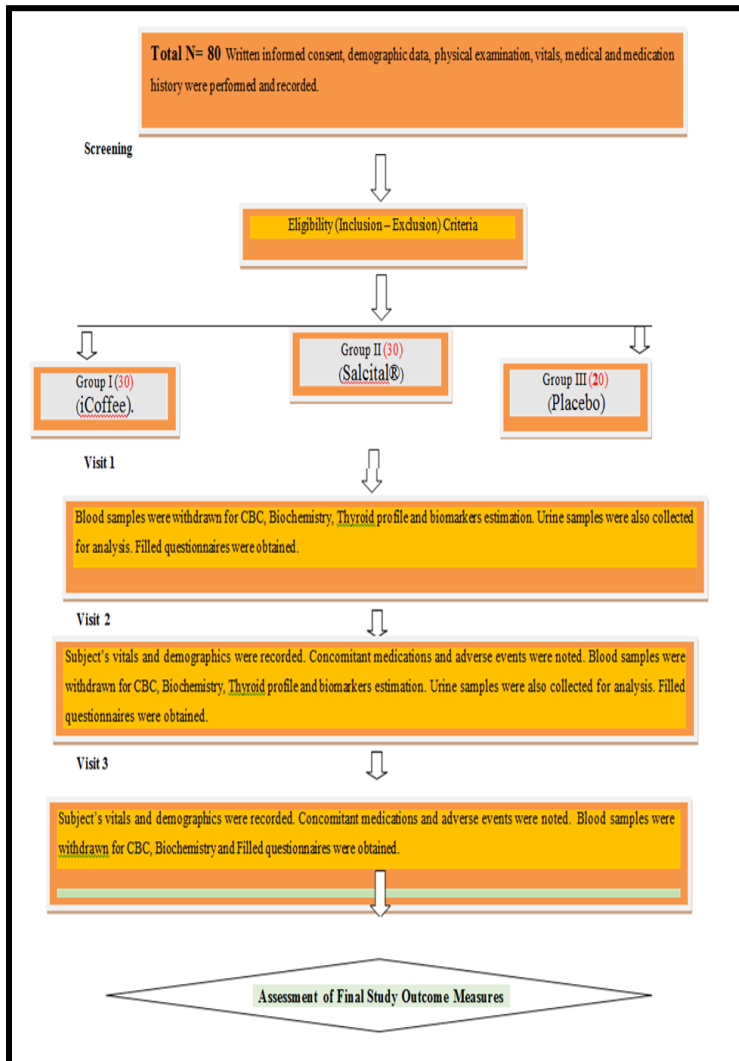 Total N= 80 Written informed consent, demographic data, physical examination, vitals, medical and medication
history were performed and recorded.
Screening
Eligibility (Inclusion – Exclusion) Criteria
Group I (30)
(iCoffee).
Group II (30)
(Salcital®)
Group III (20)
(Placebo)
Visit 1
Blood samples were withdrawn for CBC, Biochemistry, Thyroid profile and biomarkers estimation. Urine samples were also collected
for analysis. Filled questionnaires were obtained.
Visit 2
Subject's vitals and demographics were recorded. Concomitant medications and adverse events were noted. Blood samples were
withdrawn for CBC, Biochemistry, Thyroid profile and biomarkers estimation. Urine samples were also collected for analysis. Filled
questionnaires were obtained.
Visit 3
Subject's vitals and demographics were recorded. Concomitant medications and adverse events were noted. Blood samples were
withdrawn for CBC, Biochemistry and Filled questionnaires were obtained.
Assessment of Final Study Outcome Measures